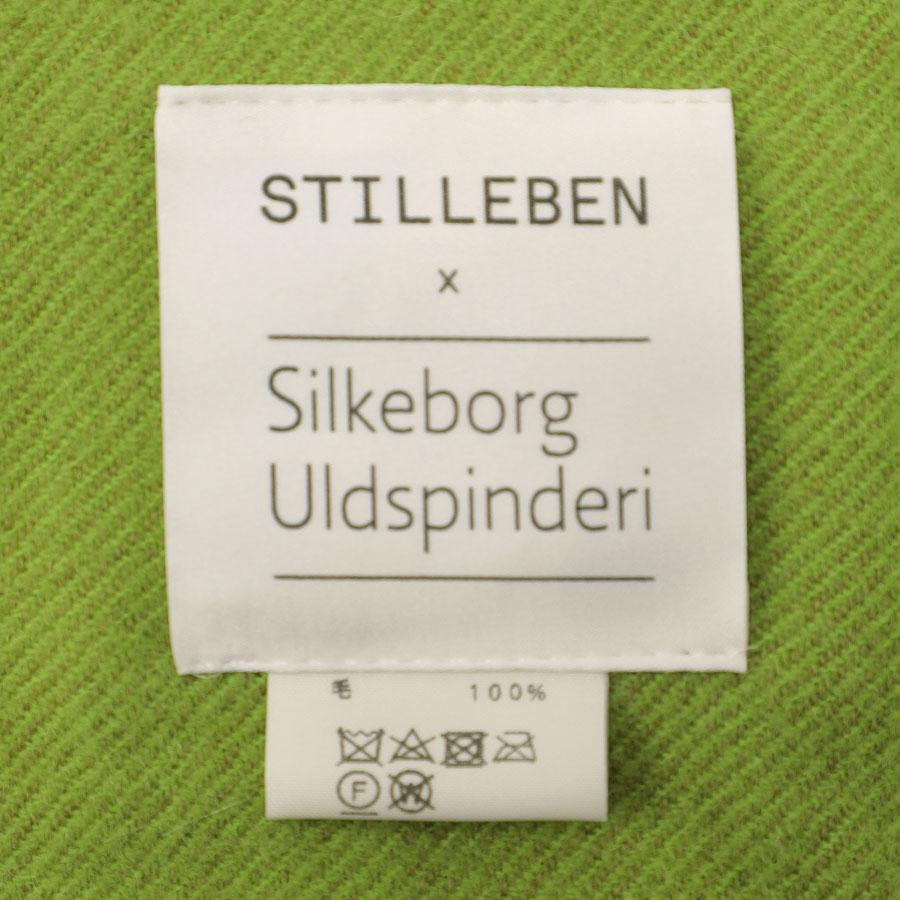 STILLEBEN
x
Silkeborg
Uldspinderi
毛 100%
F
W